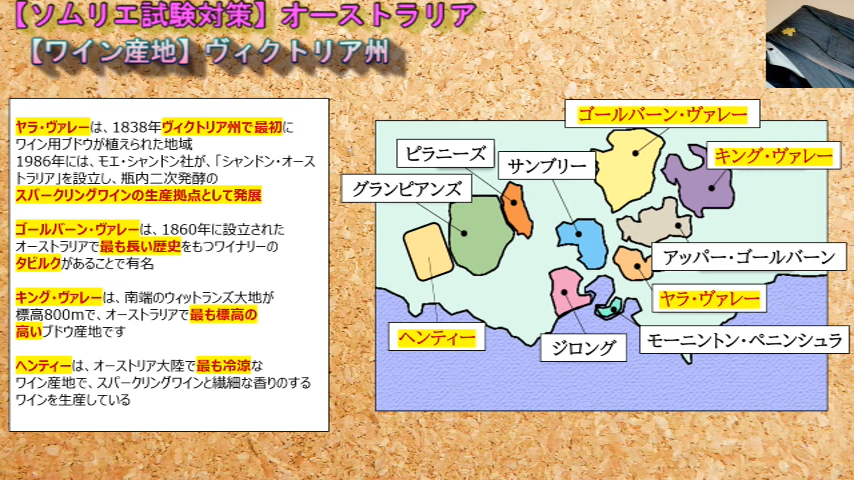 【ソムリエ試験対策】オーストラリア
【ワイン産地】ヴィクトリア州
ヤラ・ヴァレーは、1838年ヴィクトリア州で最初に
ワイン用ブドウが植えられた地域
1986年には、モエ・シャンドン社が、「シャンドン・オース
トラリア」を設立し、瓶内二次発酵の
スパークリングワインの生産拠点として発展
ゴールバーン・ヴァレーは、1860年に設立された
オーストラリアで最も長い歴史をもつワイナリーの
タビルクがあることで有名
キング・ヴァレーは、南端のウィットランズ大地が
標高800mで、オーストラリアで最も標高の
高いブドウ産地です
ヘンティーは、オーストリア大陸で最も冷涼な
ワイン産地で、スパークリングワインと繊細な香りのする
ワインを生産している
ゴールバーン・ヴァレー
ピラニーズ
サンブリー
キング・ヴァレー
グランピアンズ
アッパー・ゴールバーン
ヤラ・ヴァレー
ヘンティー
ジロング
モーニントン・ペニンシュラ